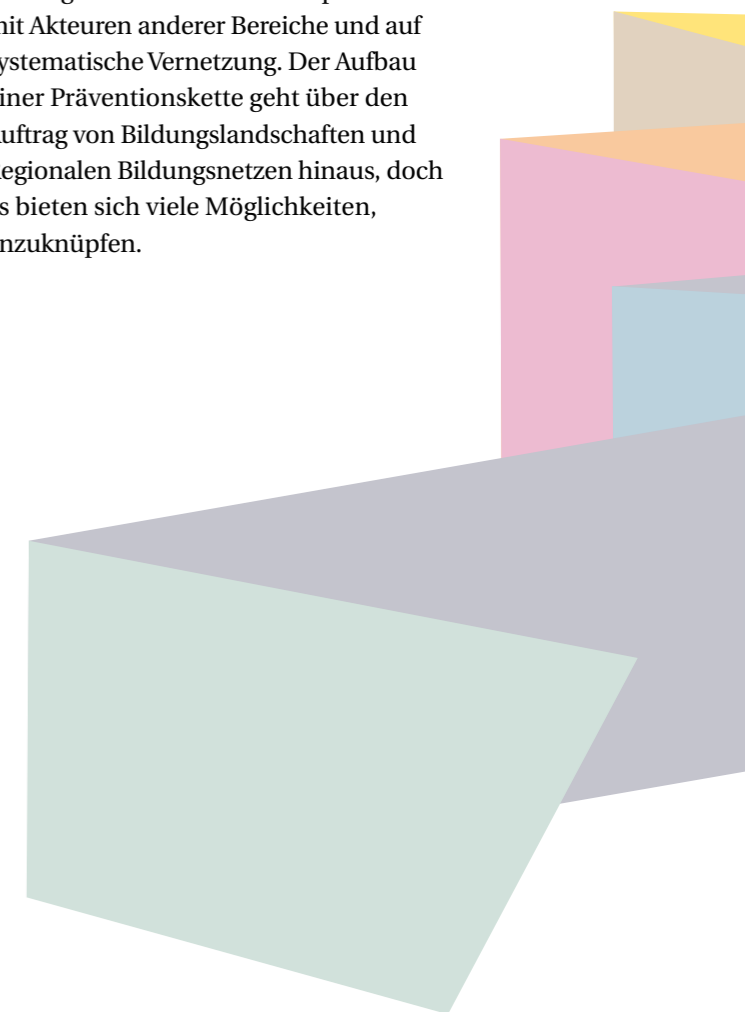 mit Akteuren anderer Bereiche und auf
ystematische Vernetzung. Der Aufbau
iner Präventionskette geht über den
uftrag von Bildungslandschaften und
egionalen Bildungsnetzen hinaus, doch
s bieten sich viele Möglichkeiten,
nzuknüpfen.